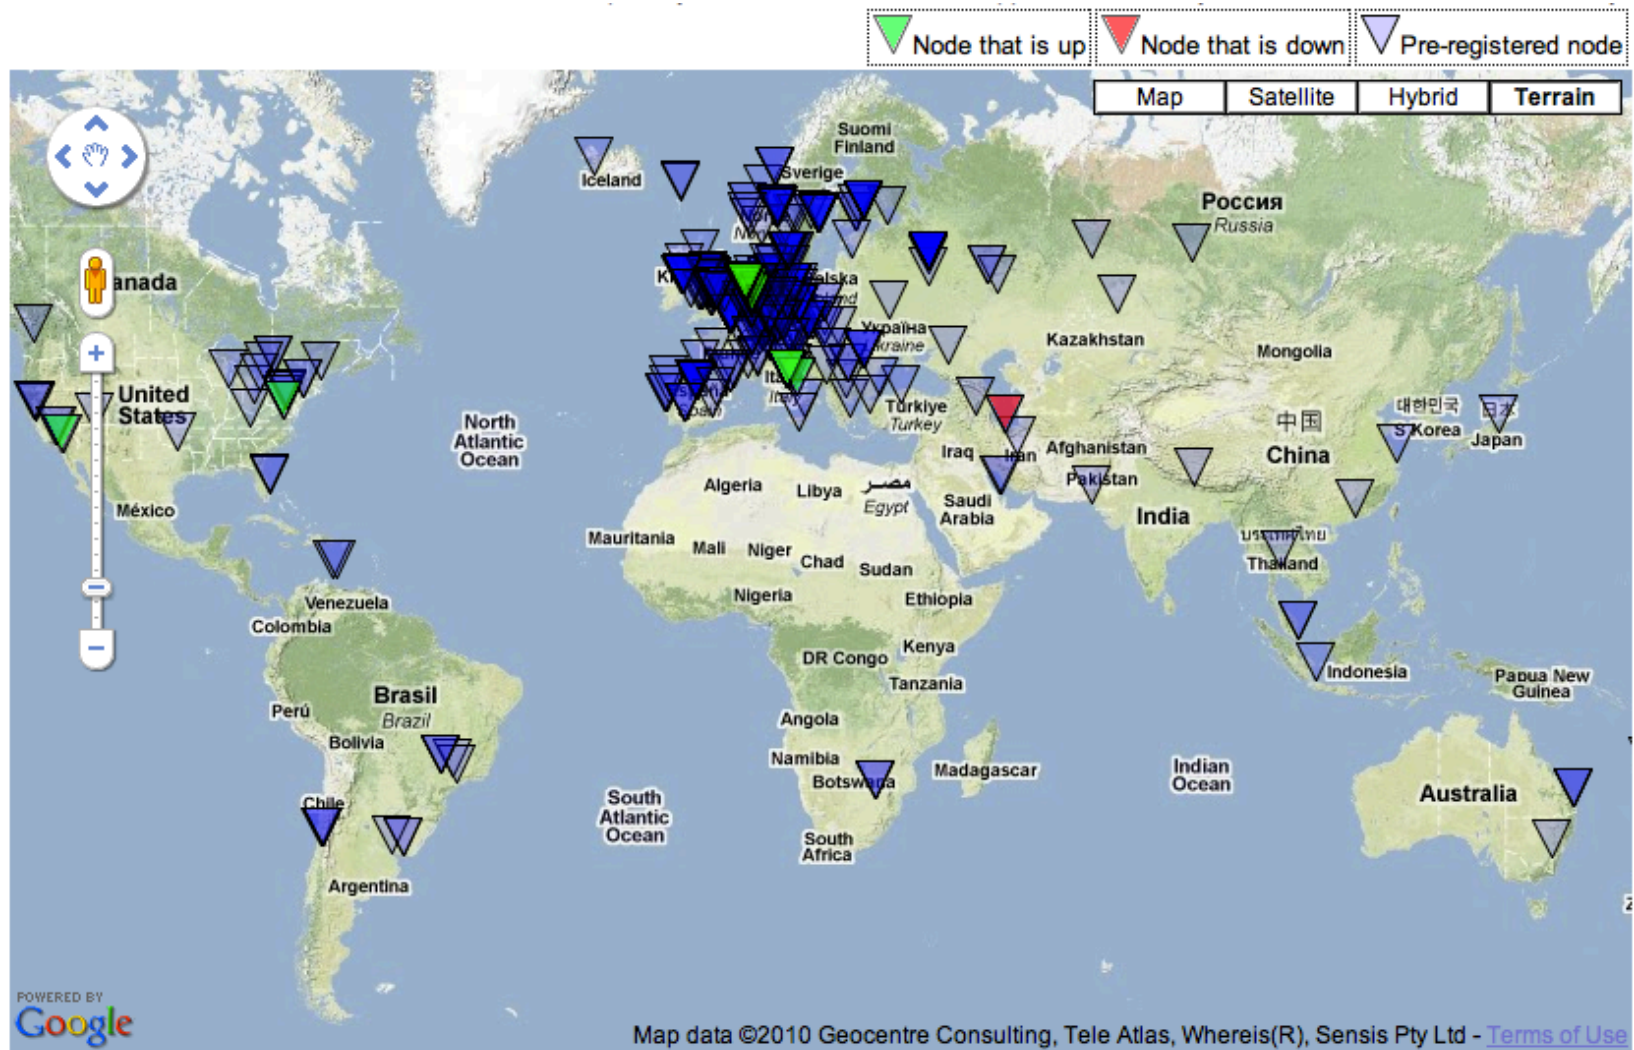 Node that is up
Node that is down
Pre-registered node
Map
Satellite
Hybrid
Terrain
Suomi
Finland
Iceland
Sverige
Россия
Russia
anada
Україна
kraine
Kazakhstan
Mongolia
United
States
North
Atlantic
Ocean
Türkiye
Turkey
中国
China
대한민국
S Korea
日本
Japan
Iraq
Iran
Afghanistan
Pakistan
México
Algeria
Libya
مصر
Egypt
Saudi
Arabia
India
Mauritania
Mali
Niger
Chad
Sudan
Thailand
Venezuela
Colombia
Nigeria
Ethiopia
DR Congo
Kenya
Tanzania
Indonesia
Papua New
Guinea
Brasil
Brazil
Perú
Bolivia
Angola
Namibia
Botswana
Madagascar
Indian
Ocean
Australia
Chile
South
Atlantic
Ocean
South
Africa
Argentina
POWERED BY
Google
Map data ©2010 Geocentre Consulting, Tele Atlas, Whereis(R), Sensis Pty Ltd - Terms of Use